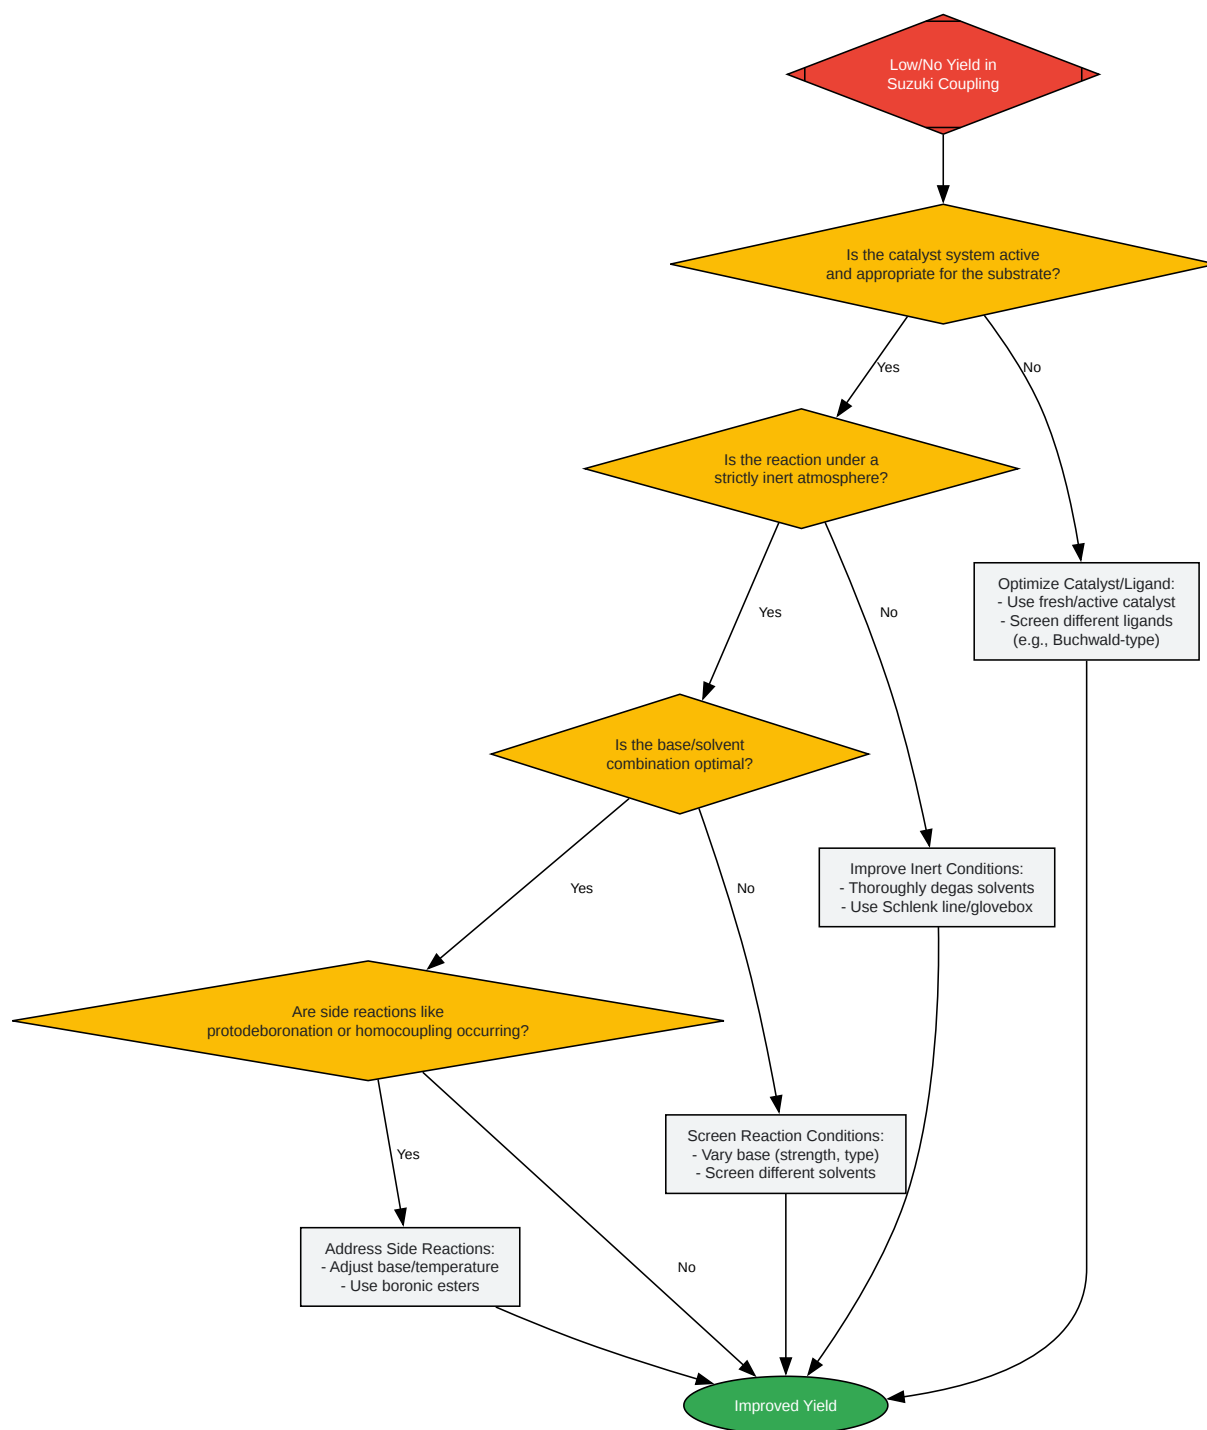 Low/No Yield in
Suzuki Coupling
Is the catalyst system active
and appropriate for the substrate?
Yes
No
Is the reaction under a
strictly inert atmosphere?
Optimize Catalyst/Ligand:
- Use fresh/active catalyst
- Screen different ligands
(e.g., Buchwald-type)
Yes
No
Is the base/solvent
combination optimal?
Improve Inert Conditions:
- Thoroughly degas solvents
- Use Schlenk line/glovebox
Yes
No
Are side reactions like
protodeboronation or homocoupling occurring?
Screen Reaction Conditions:
- Vary base (strength, type)
- Screen different solvents
Yes
No
Address Side Reactions:
- Adjust base/temperature
- Use boronic esters
Improved Yield